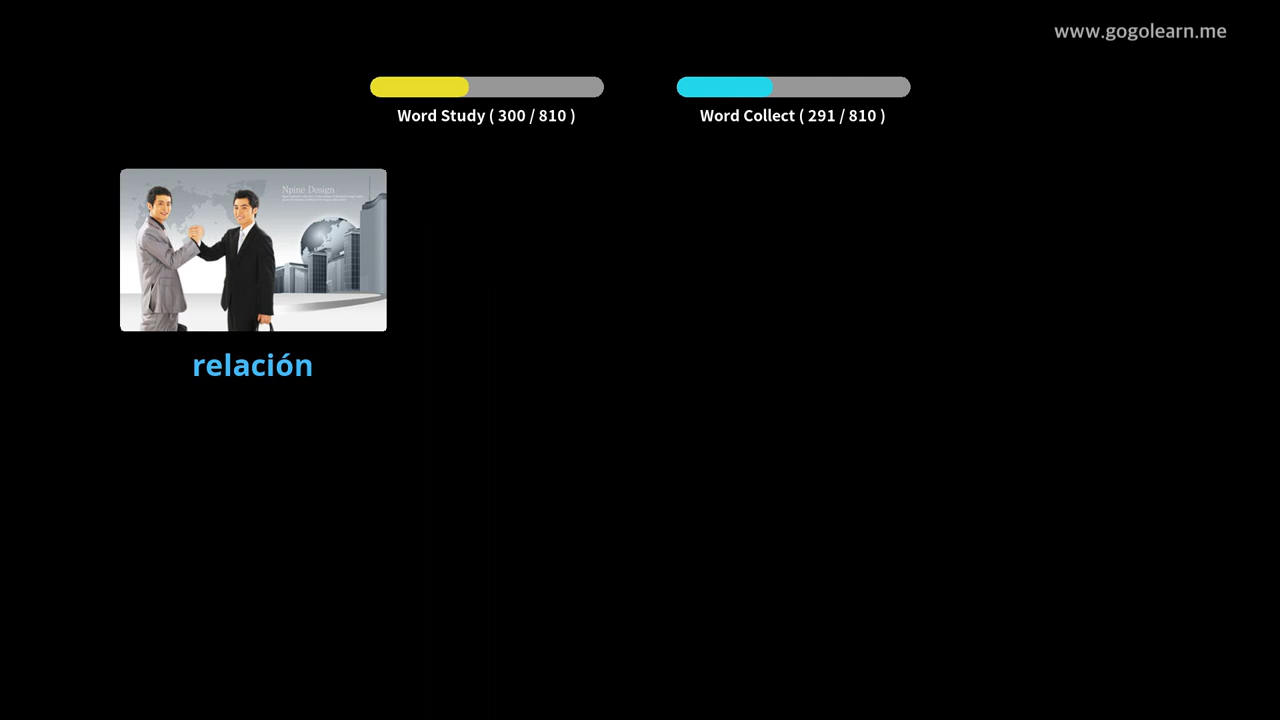 www.gogolearn.me
Word Study ( 300 / 810 )
Word Collect ( 291 / 810 )
Npine Design
relación